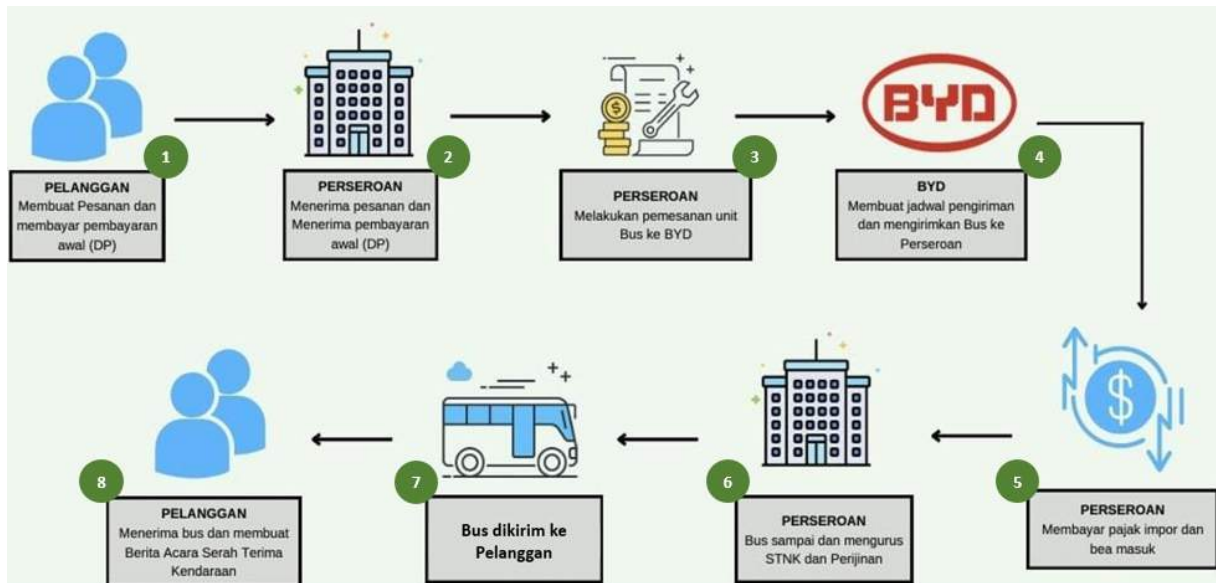 1
PELANGGAN
Membuat Pesanan dan
membayar pembayaran
awal (DP)
2
PERSEROAN
Menerima pesanan dan
Menerima pembayaran
awal (DP)
$
3
PERSEROAN
Melakukan pemesanan unit
Bus ke BYD
BYD
4
BYD
Membuat jadwal pengiriman
dan mengirimkan Bus ke
Perseroan
$
5
PERSEROAN
Membayar pajak impor dan
bea masuk
6
PERSEROAN
Bus sampai dan mengurus
STNK dan Perijinan
7
Bus dikirim ke
Pelanggan
8
PELANGGAN
Menerima bus dan membuat
Berita Acara Serah Terima
Kendaraan